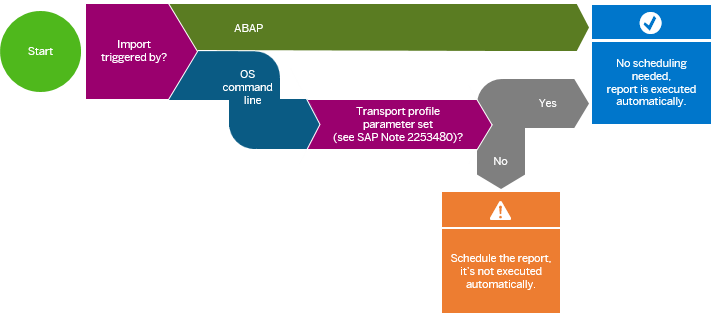 Start
Import
triggered by?
ABAP
OS
command
line
Transport profile
parameter set
(see SAP Note 2253480)?
Yes
No
No scheduling
needed,
report is executed
automatically.
Schedule the report,
it's not executed
automatically.